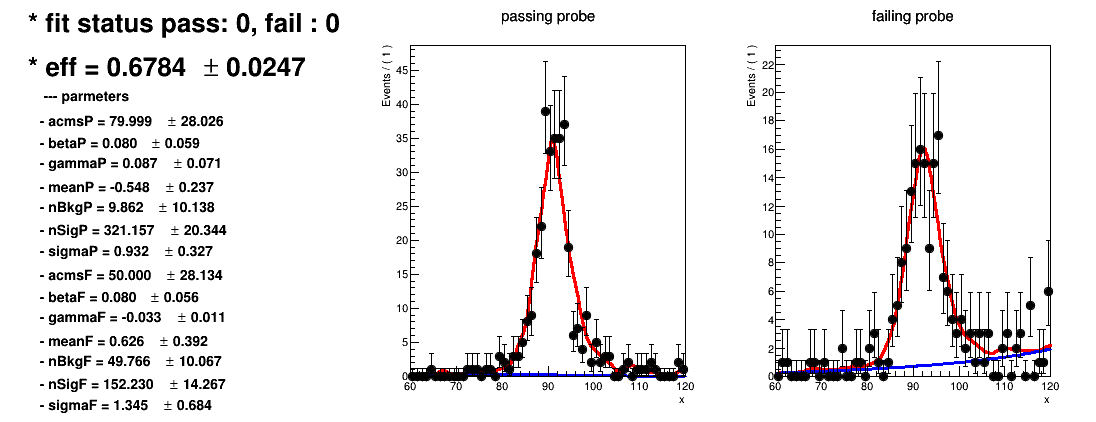 * fit status pass: 0, fail : 0
* eff = 0.6784 ± 0.0247
--- parmeters
- acmsP = 79.999 ± 28.026
- betaP = 0.080 ± 0.059
- gammaP = 0.087 ± 0.071
- meanP = -0.548 ± 0.237
- nBkgP = 9.862 ± 10.138
- nSigP = 321.157 ± 20.344
- sigmaP = 0.932 ± 0.327
- acmsF = 50.000 ± 28.134
- betaF = 0.080 ± 0.056
- gammaF = -0.033 ± 0.011
- meanF = 0.626 ± 0.392
- nBkgF = 49.766 ± 10.067
- nSigF = 152.230 ± 14.267
- sigmaF = 1.345 ± 0.684
passing probe
Events / ( 1 )
45
40
35
30
25
20
15
10
5
0
60 70 80 90 100 110 120
x
failing probe
Events / ( 1 )
22
20
18
16
14
12
10
8
6
4
2
0
60 70 80 90 100 110 120
x